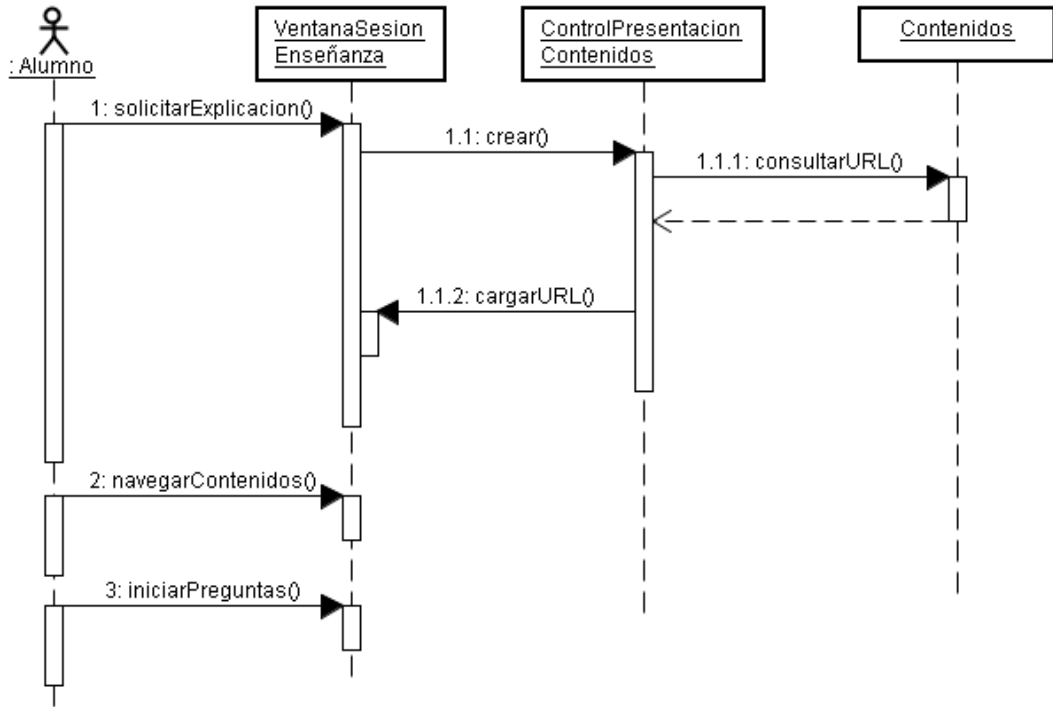 : Alumno
VentanaSesion
Enseñanza
ControlPresentacion
Contenidos
Contenidos
1: solicitarExplicacion()
1.1: crear()
1.1.1: consultarURL()
1.1.2: cargarURL()
2: navegarContenidos()
3: iniciarPreguntas()